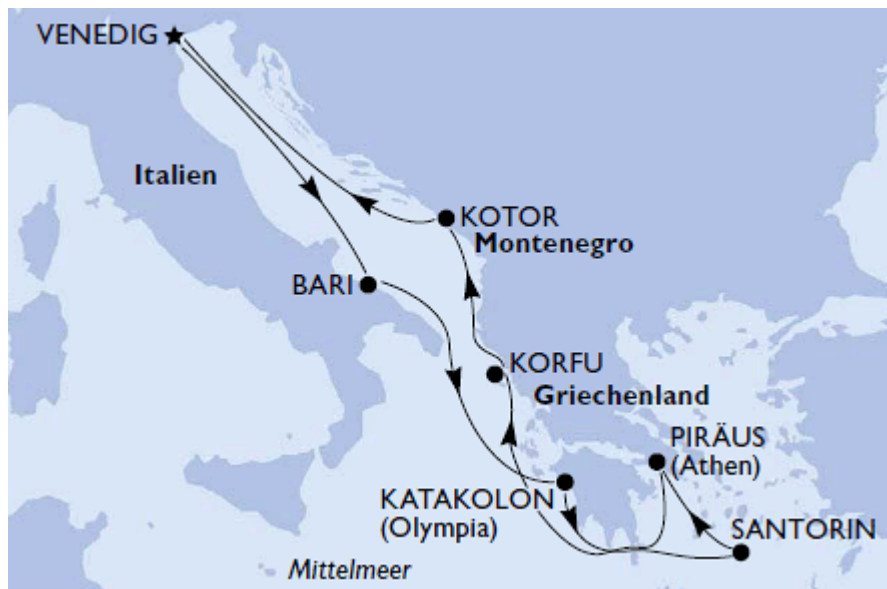 VENEDIG
Italien
KOTOR
Montenegro
BARI
KORFU
Griechenland
PIRÄUS
(Athen)
KATAKOLON
(Olympia)
SANTORIN
Mittelmeer